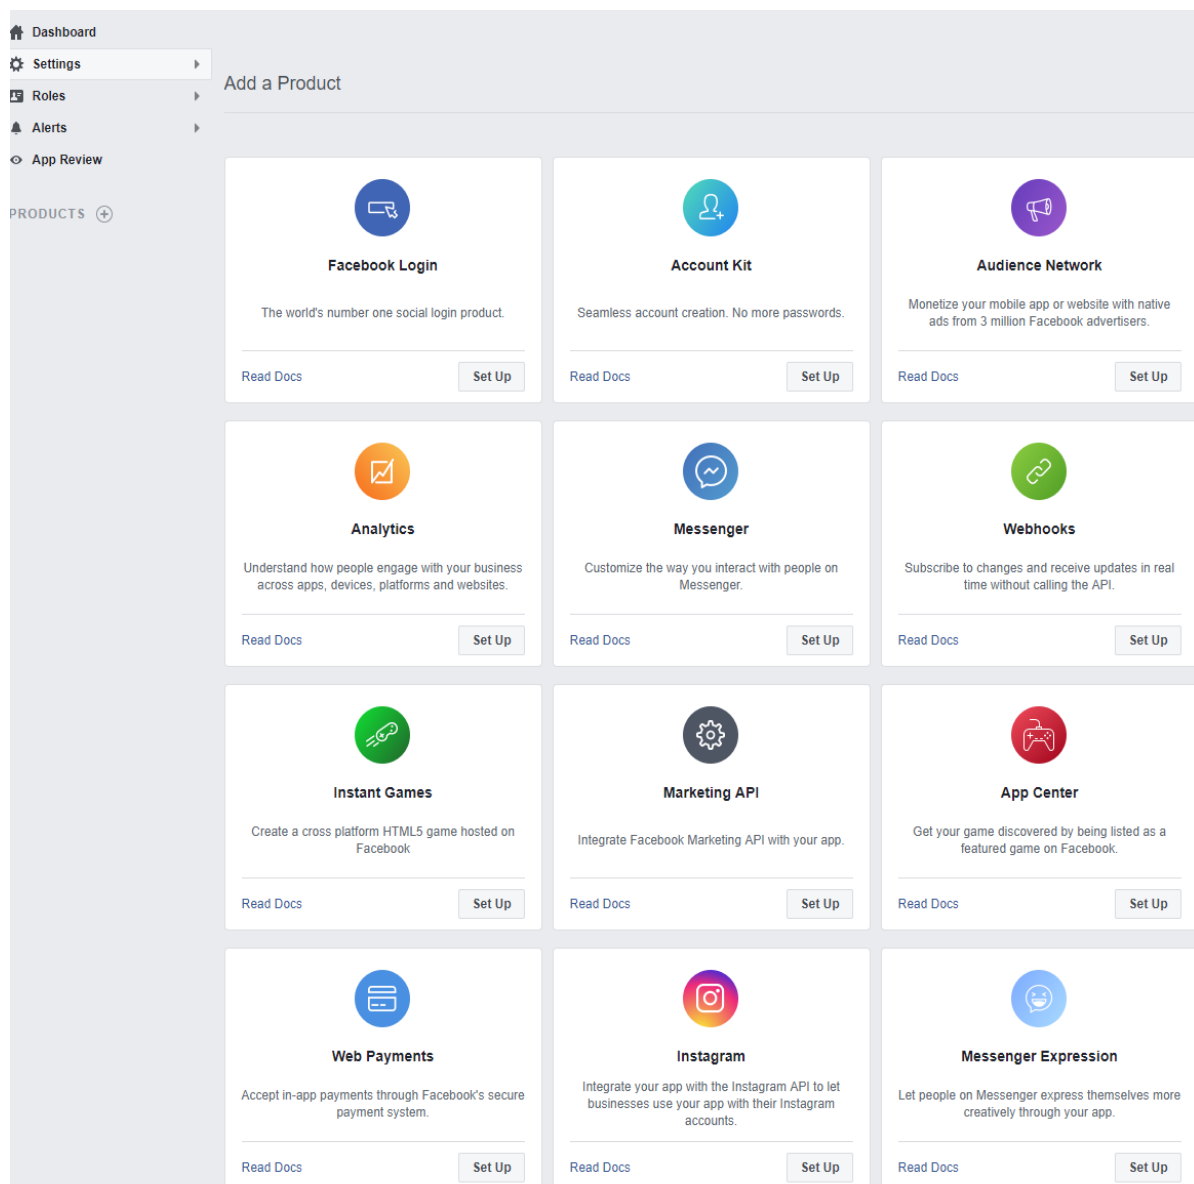 Dashboard
Settings
Roles
Alerts
App Review
PRODUCTS
Add a Product
Facebook Login
The world's number one social login product.
Read Docs
Set Up
Account Kit
Seamless account creation. No more passwords.
Read Docs
Set Up
Audience Network
Monetize your mobile app or website with native
ads from 3 million Facebook advertisers.
Read Docs
Set Up
Analytics
Understand how people engage with your business
across apps, devices, platforms and websites.
Read Docs
Set Up
Messenger
Customize the way you interact with people on
Messenger.
Read Docs
Set Up
Webhooks
Subscribe to changes and receive updates in real
time without calling the API.
Read Docs
Set Up
Instant Games
Create a cross platform HTML5 game hosted on
Facebook
Read Docs
Set Up
Marketing API
Integrate Facebook Marketing API with your app.
Read Docs
Set Up
App Center
Get your game discovered by being listed as a
featured game on Facebook.
Read Docs
Set Up
Web Payments
Accept in-app payments through Facebook's secure
payment system.
Read Docs
Set Up
Instagram
Integrate your app with the Instagram API to let
businesses use your app with their Instagram
accounts.
Read Docs
Set Up
Messenger Expression
Let people on Messenger express themselves more
creatively through your app.
Read Docs
Set Up